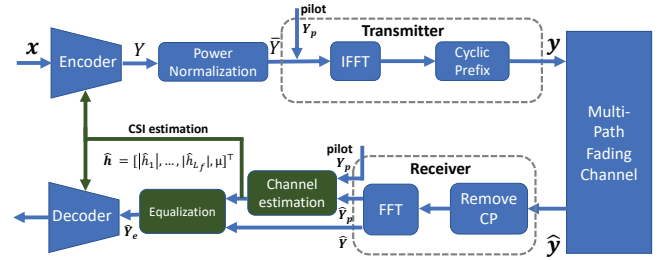 pilot
Y_p
Transmitter
x
Encoder
Y
Power
Normalization
Ȳ
IFFT
Cyclic
Prefix
y
Multi-
Path
Fading
Channel
CSI estimation
ĥ = [|ĥ_1|, …, |ĥ_{L_f}|, μ]^⊤
pilot
Y_p
Receiver
Channel
estimation
Ŷ_p
FFT
Remove
CP
Decoder
Ŷ_e
Equalization
Ŷ
ŷ